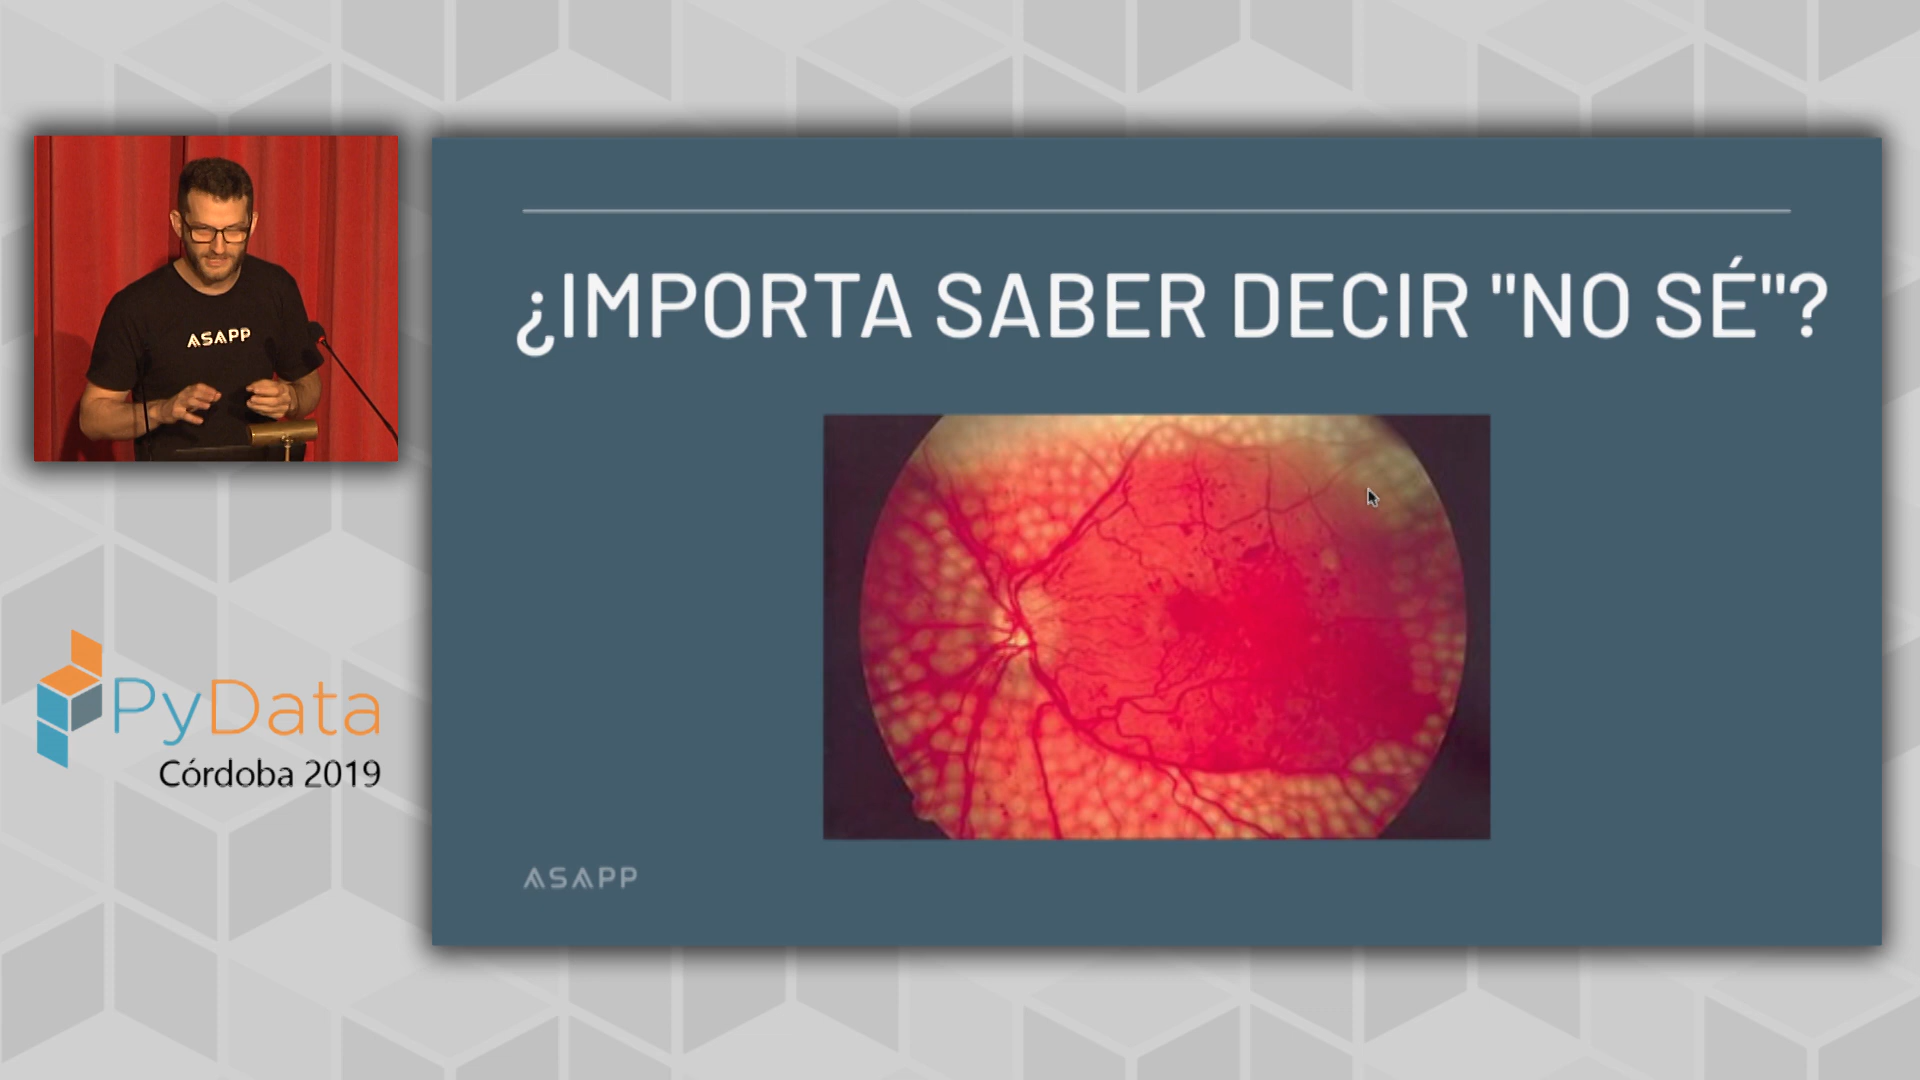 ASAPP
¿IMPORTA SABER DECIR "NO SÉ"?
PyData
Córdoba 2019
ASAPP